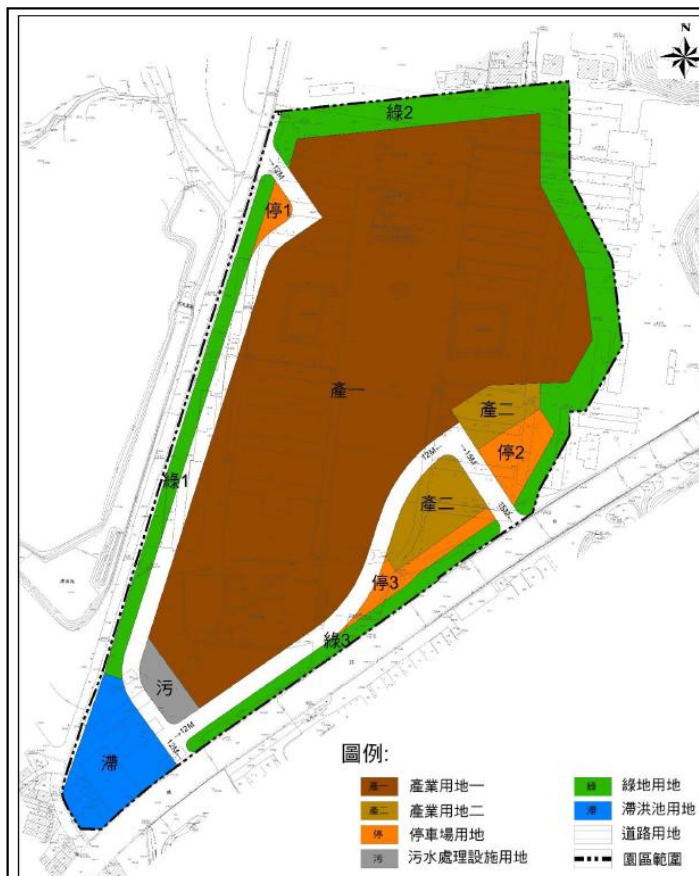 N
綠2
12M
停1
產一
產二
停2
12M
15M
15M
產二
綠1
停3
綠3
污
12M
12M
滯
圖例:
產一 產業用地一
產二 產業用地二
停 停車場用地
污 污水處理設施用地
綠 綠地用地
滯 滯洪池用地
道路用地
園區範圍